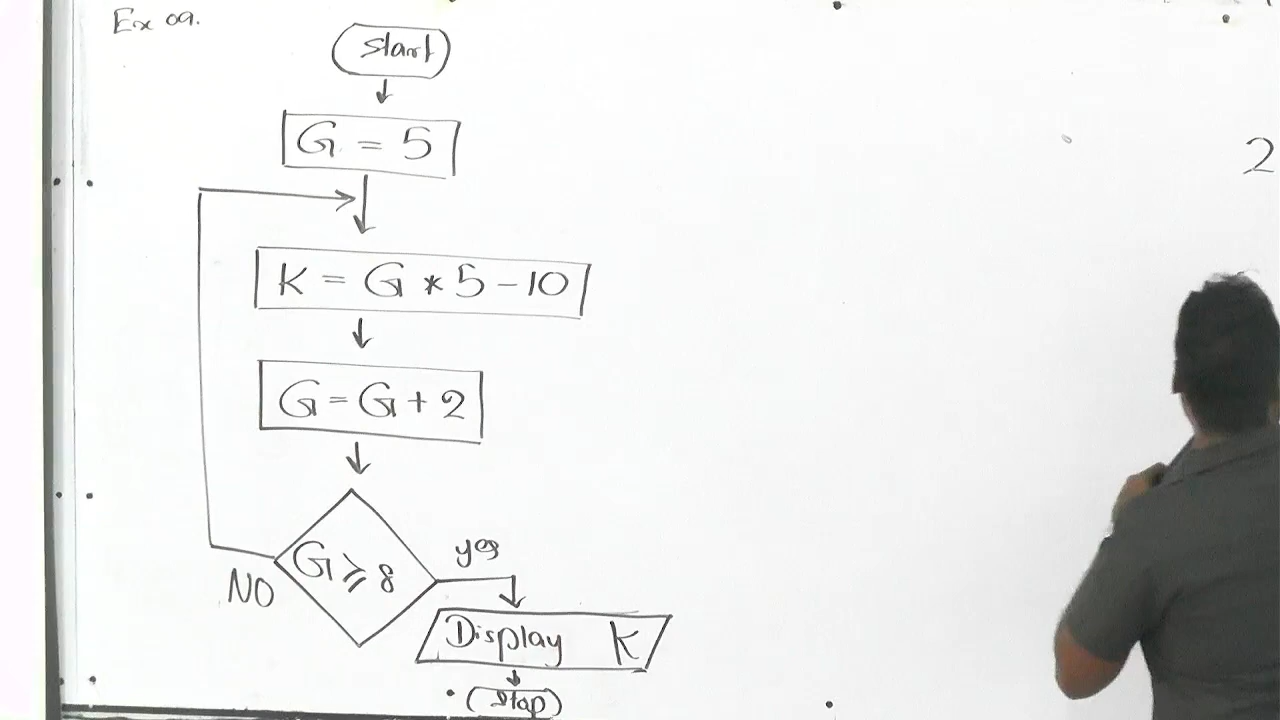 Ex 09.
Start
G = 5
2
K = G * 5 - 10
G = G + 2
G ⩾ 8
yes
NO
Display K
Stop